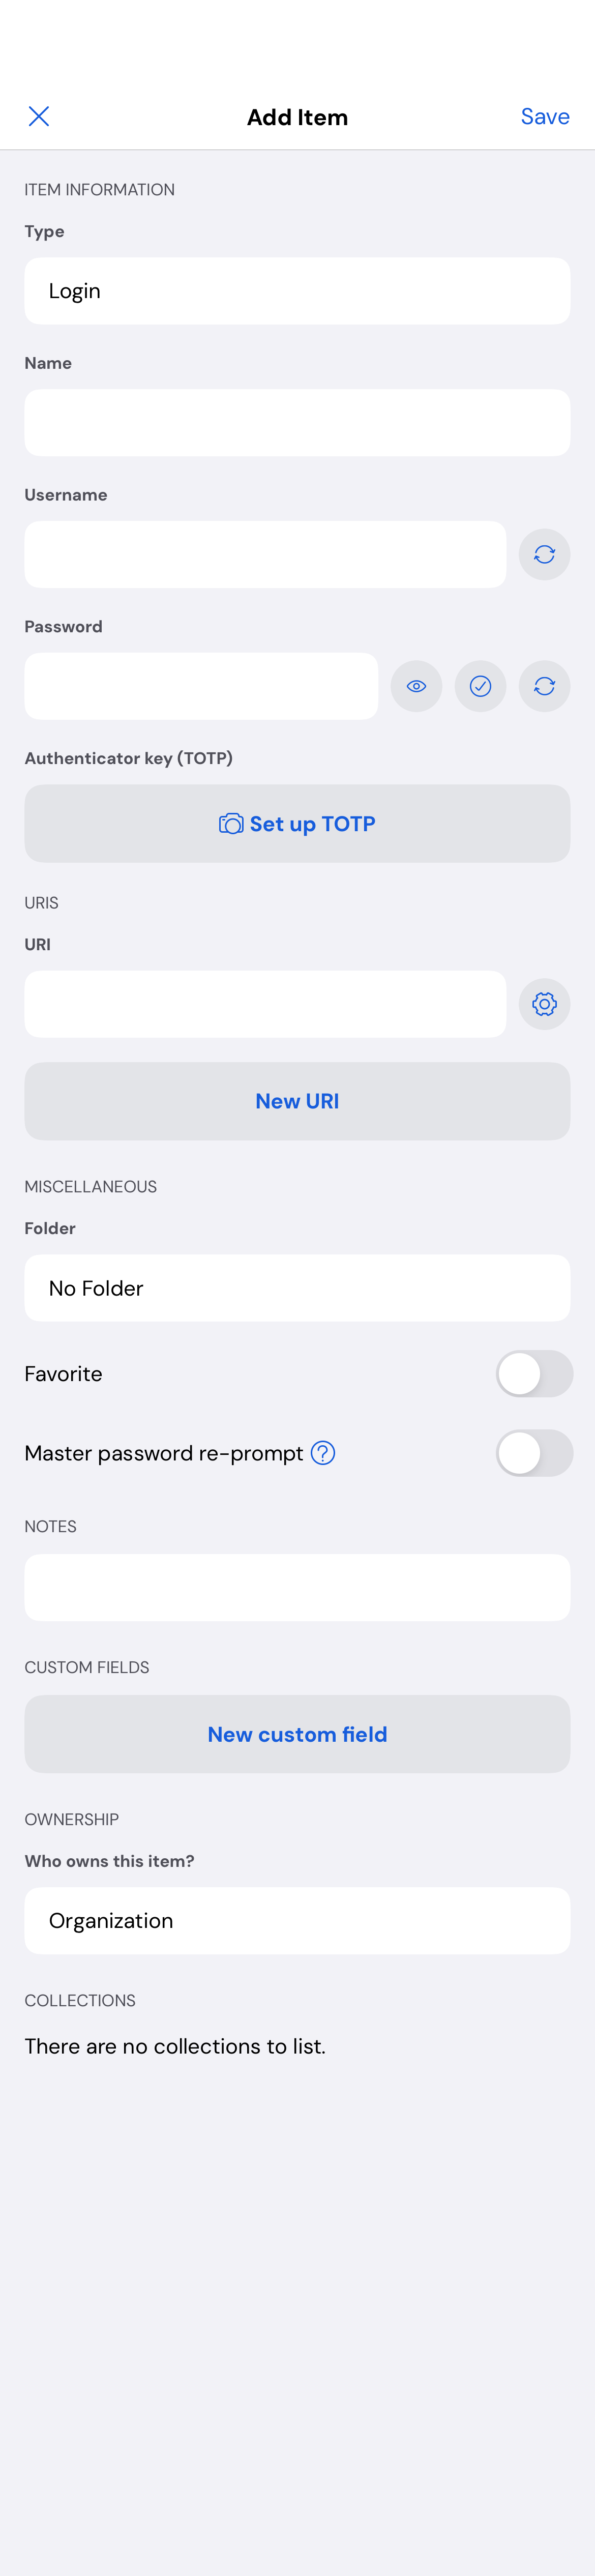 Add Item
Save
ITEM INFORMATION
Type
Login
Name
Username
Password
Authenticator key (TOTP)
Set up TOTP
URIS
URI
New URI
MISCELLANEOUS
Folder
No Folder
Favorite
Master password re-prompt
NOTES
CUSTOM FIELDS
New custom field
OWNERSHIP
Who owns this item?
Organization
COLLECTIONS
There are no collections to list.